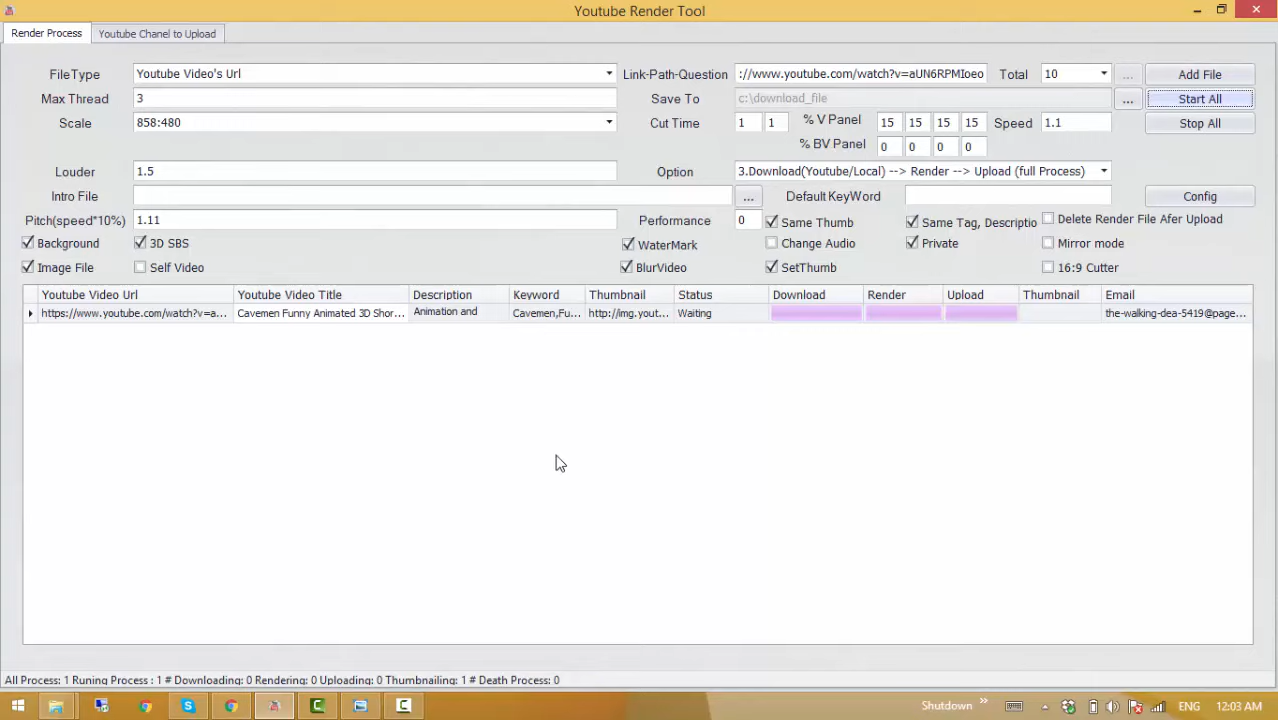 Youtube Render Tool
Render Process Youtube Chanel to Upload
FileType Youtube Video's Url Link-Path-Question ://www.youtube.com/watch?v=aUN6RPMIoeo Total 10 ... Add File
Max Thread 3 Save To c:\download_file ... Start All
Scale 858:480 Cut Time 1 1 % V Panel 15 15 15 15 Speed 1.1 Stop All
% BV Panel 0 0 0 0
Louder 1.5 Option 3.Download(Youtube/Local) --> Render --> Upload (full Process)
Intro File ... Default KeyWord Config
Pitch(speed*10%) 1.11 Performance 0 Same Thumb Same Tag, Descriptio Delete Render File Afer Upload
Background 3D SBS WaterMark Change Audio Private Mirror mode
Image File Self Video BlurVideo SetThumb 16:9 Cutter
Youtube Video Url Youtube Video Title Description Keyword Thumbnail Status Download Render Upload Thumbnail Email
https://www.youtube.com/watch?v=a... Cavemen Funny Animated 3D Shor... Animation and Cavemen,Fu... http://img.yout... Waiting the-walking-dea-5419@page...
All Process: 1 Runing Process : 1 # Downloading: 0 Rendering: 0 Uploading: 0 Thumbnailing: 1 # Death Process: 0
Shutdown » ENG 12:03 AM